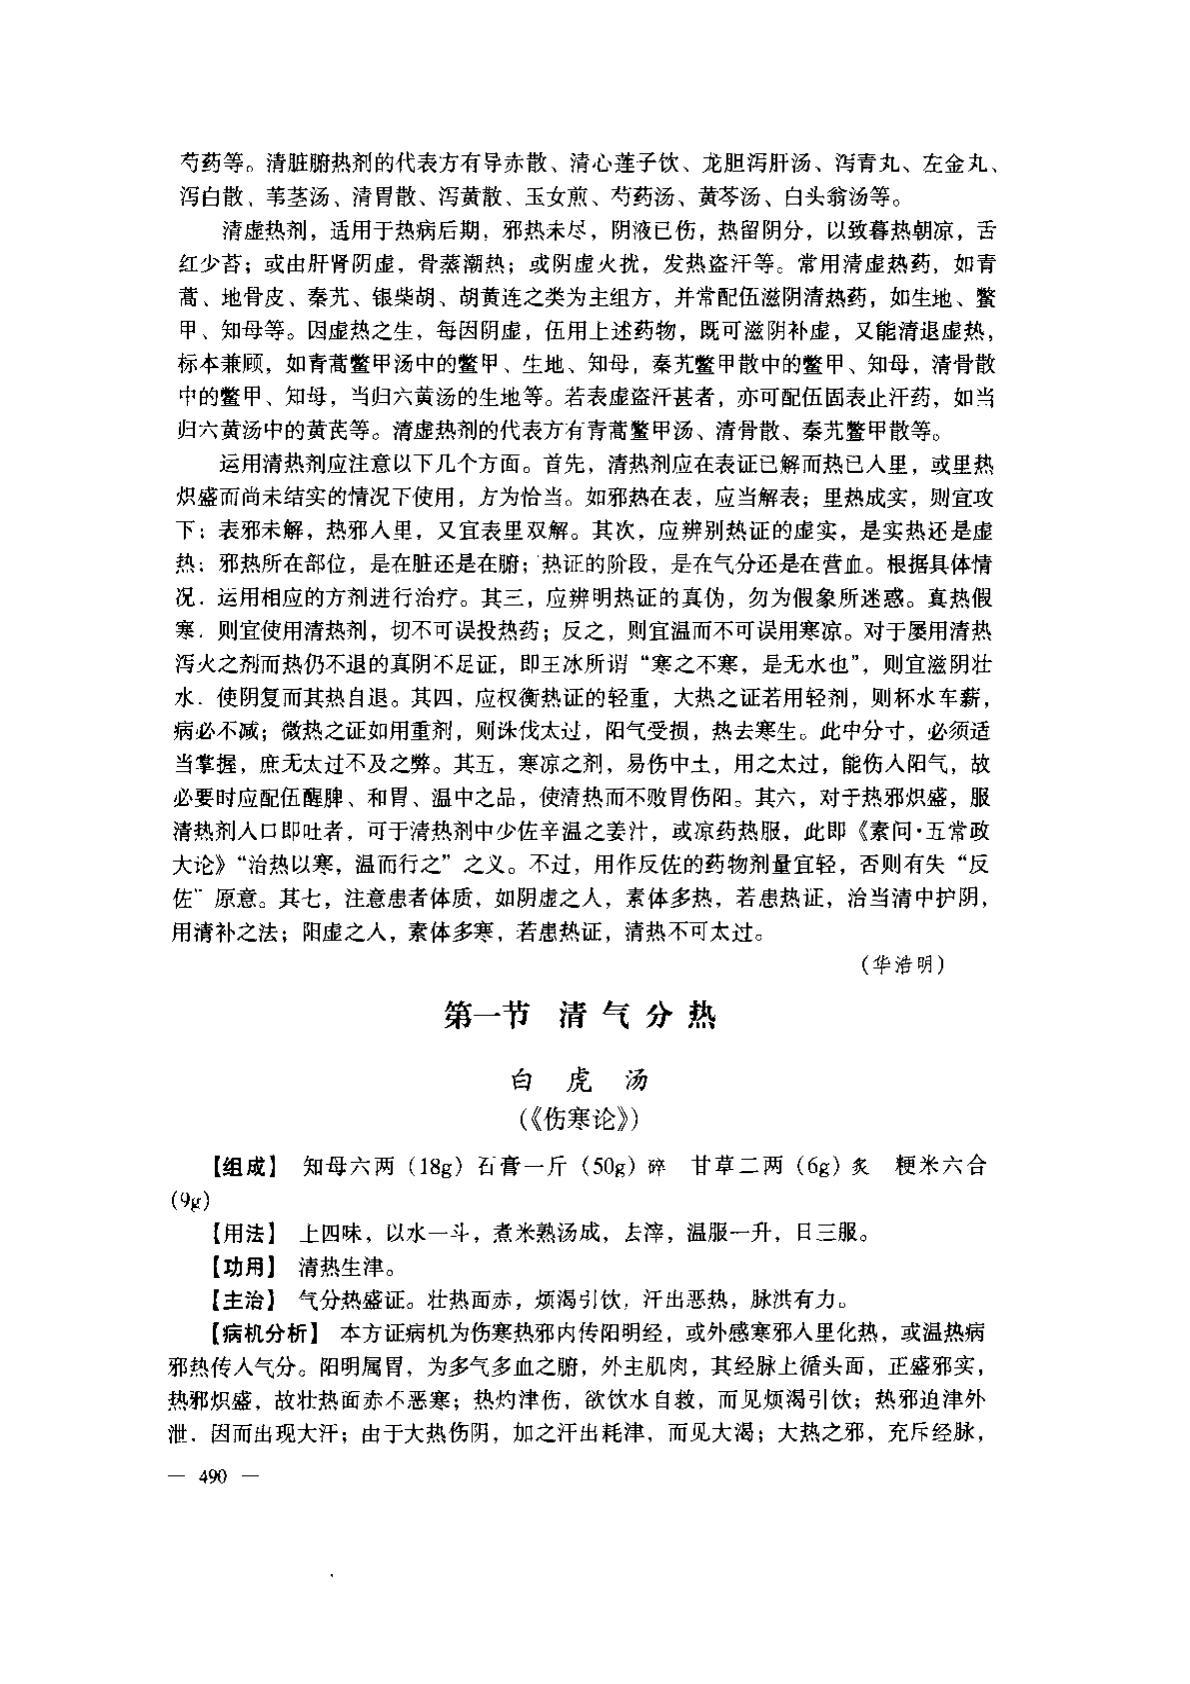 芍药等。清脏腑热剂的代表方有导赤散、清心莲子饮、龙胆泻肝汤、泻青丸、左金丸、
泻白散、苇茎汤、清胃散、泻黄散、玉女煎、芍药汤、黄芩汤、白头翁汤等。
清虚热剂，适用于热病后期，邪热未尽，阴液已伤，热留阴分，以致暮热朝凉，舌
红少苔；或由肝肾阴虚，骨蒸潮热；或阴虚火扰，发热盗汗等。常用清虚热药，如青
蒿、地骨皮、秦艽、银柴胡、胡黄连之类为主组方，并常配伍滋阴清热药，如生地、鳖
甲、知母等。因虚热之生，每因阴虚，伍用上述药物，既可滋阴补虚，又能清退虚热，
标本兼顾，如青蒿鳖甲汤中的鳖甲、生地、知母，秦艽鳖甲散中的鳖甲、知母，清骨散
中的鳖甲、知母，当归六黄汤的生地等。若表虚盗汗甚者，亦可配伍固表止汗药，如当
归六黄汤中的黄芪等。清虚热剂的代表方有青蒿鳖甲汤、清骨散、秦艽鳖甲散等。
运用清热剂应注意以下几个方面。首先，清热剂应在表证已解而热已人里，或里热
炽盛而尚未结实的情况下使用，方为恰当。如邪热在表，应当解表；里热成实，则宜攻
下；表邪未解，热邪人里，又宜表里双解。其次，应辨别热证的虚实，是实热还是虚
热；邪热所在部位，是在脏还是在腑；热证的阶段，是在气分还是在营血。根据具体情
况．运用相应的方剂进行治疗。其三，应辨明热证的真伪，勿为假象所迷惑。真热假
寒．则宜使用清热剂，切不可误投热药；反之，则宜温而不可误用寒凉。对于屡用清热
泻火之剂而热仍不退的真阴不足证，即王冰所谓“寒之不寒，是无水也”，则宜滋阴壮
水．使阴复而其热自退。其四，应权衡热证的轻重，大热之证若用轻剂，则杯水车薪，
病必不减；微热之证如用重剂，则诛伐太过，阳气受损，热去寒生。此中分寸，必须适
当掌握，庶无太过不及之弊。其五，寒凉之剂，易伤中土，用之太过，能伤人阳气，故
必要时应配伍醒脾、和胃、温中之品，使清热而不败胃伤阳。其六，对于热邪炽盛，服
清热剂人口即吐者，可于清热剂中少佐辛温之姜汁，或凉药热服，此即《素问·五常政
大论》“治热以寒，温而行之”之义。不过，用作反佐的药物剂量宜轻，否则有失“反
佐”原意。其七，注意患者体质，如阴虚之人，素体多热，若患热证，治当清中护阴，
用清补之法；阳虚之人，素体多寒，若患热证，清热不可太过。
（华浩明）
第一节 清气分热
白虎汤
（《伤寒论》）
【组成】 知母六两（18g）石膏一斤（50g）碎 甘草二两（6g）炙 粳米六合
(9g)
【用法】 上四味，以水一斗，煮米熟汤成，去滓，温服一升，日三服。
【功用】 清热生津。
【主治】 气分热盛证。壮热面赤，烦渴引饮，汗出恶热，脉洪有力。
【病机分析】 本方证病机为伤寒热邪内传阳明经，或外感寒邪人里化热，或温热病
邪热传人气分。阳明属胃，为多气多血之腑，外主肌肉，其经脉上循头面，正盛邪实，
热邪炽盛，故壮热面赤不恶寒；热灼津伤，欲饮水自救，而见烦渴引饮；热邪迫津外
泄．因而出现大汗；由于大热伤阴，加之汗出耗津，而见大渴；大热之邪，充斥经脉，
— 490 —